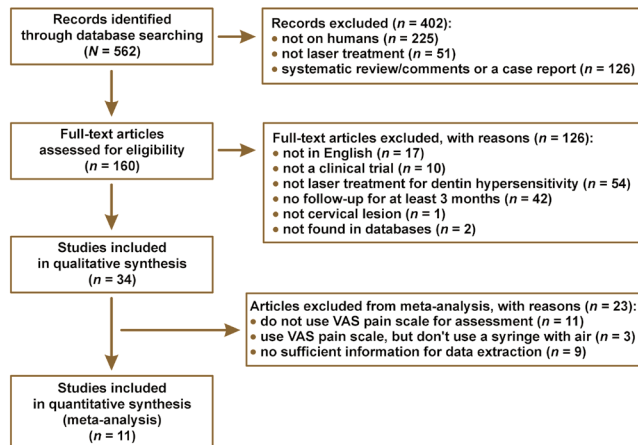 Records identified
through database searching
(N = 562)
Records excluded (n = 402):
• not on humans (n = 225)
• not laser treatment (n = 51)
• systematic review/comments or a case report (n = 126)
Full-text articles
assessed for eligibility
(n = 160)
Full-text articles excluded, with reasons (n = 126):
• not in English (n = 17)
• not a clinical trial (n = 10)
• not laser treatment for dentin hypersensitivity (n = 54)
• no follow-up for at least 3 months (n = 42)
• not cervical lesion (n = 1)
• not found in databases (n = 2)
Studies included
in qualitative synthesis
(n = 34)
Articles excluded from meta-analysis, with reasons (n = 23):
• do not use VAS pain scale for assessment (n = 11)
• use VAS pain scale, but don't use a syringe with air (n = 3)
• no sufficient information for data extraction (n = 9)
Studies included
in quantitative synthesis
(meta-analysis)
(n = 11)